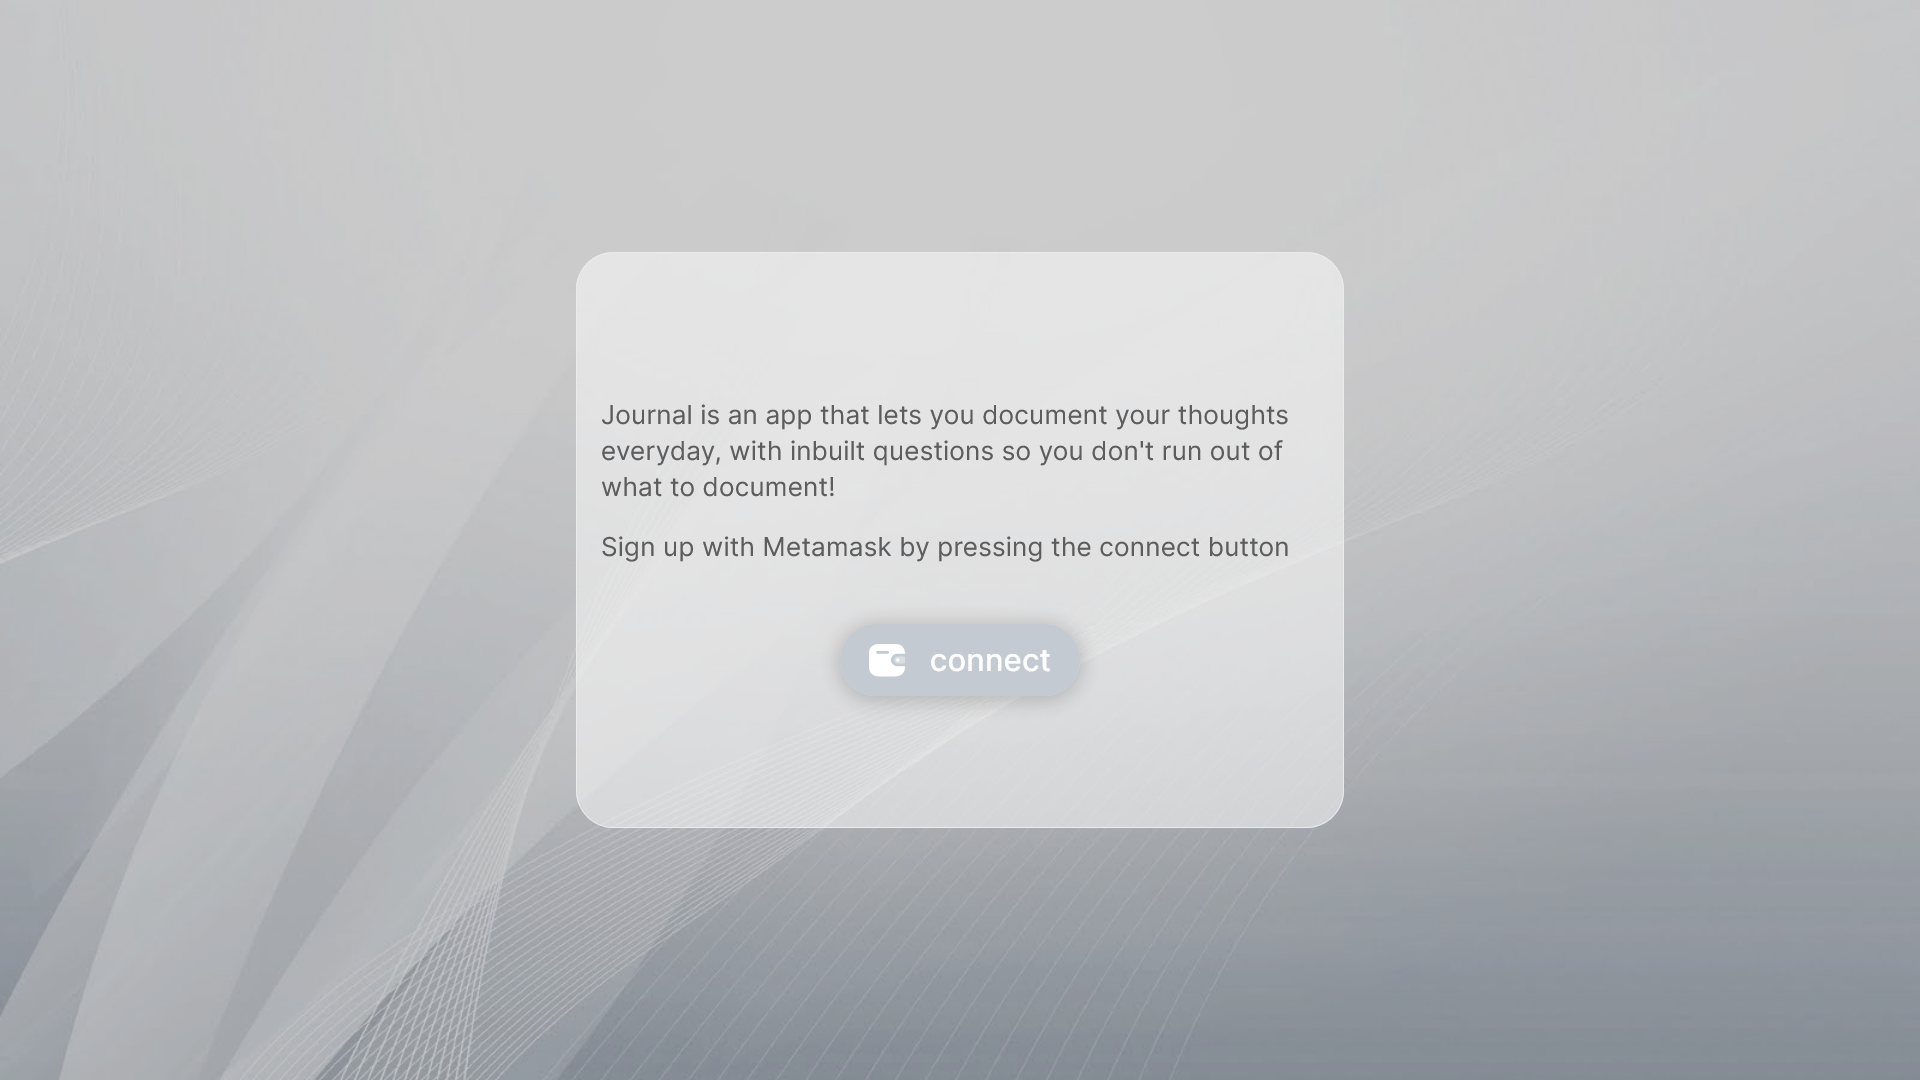 Journal is an app that lets you document your thoughts
everyday, with inbuilt questions so you don't run out of
what to document!
Sign up with Metamask by pressing the connect button
connect